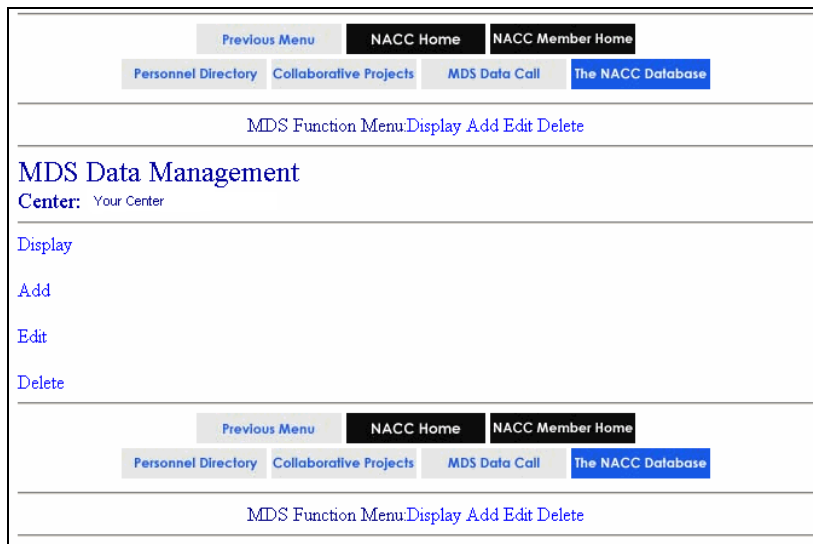 Previous Menu NACC Home NACC Member Home
Personnel Directory Collaborative Projects MDS Data Call The NACC Database
MDS Function Menu:Display Add Edit Delete
MDS Data Management
Center: Your Center
Display
Add
Edit
Delete
Previous Menu NACC Home NACC Member Home
Personnel Directory Collaborative Projects MDS Data Call The NACC Database
MDS Function Menu:Display Add Edit Delete